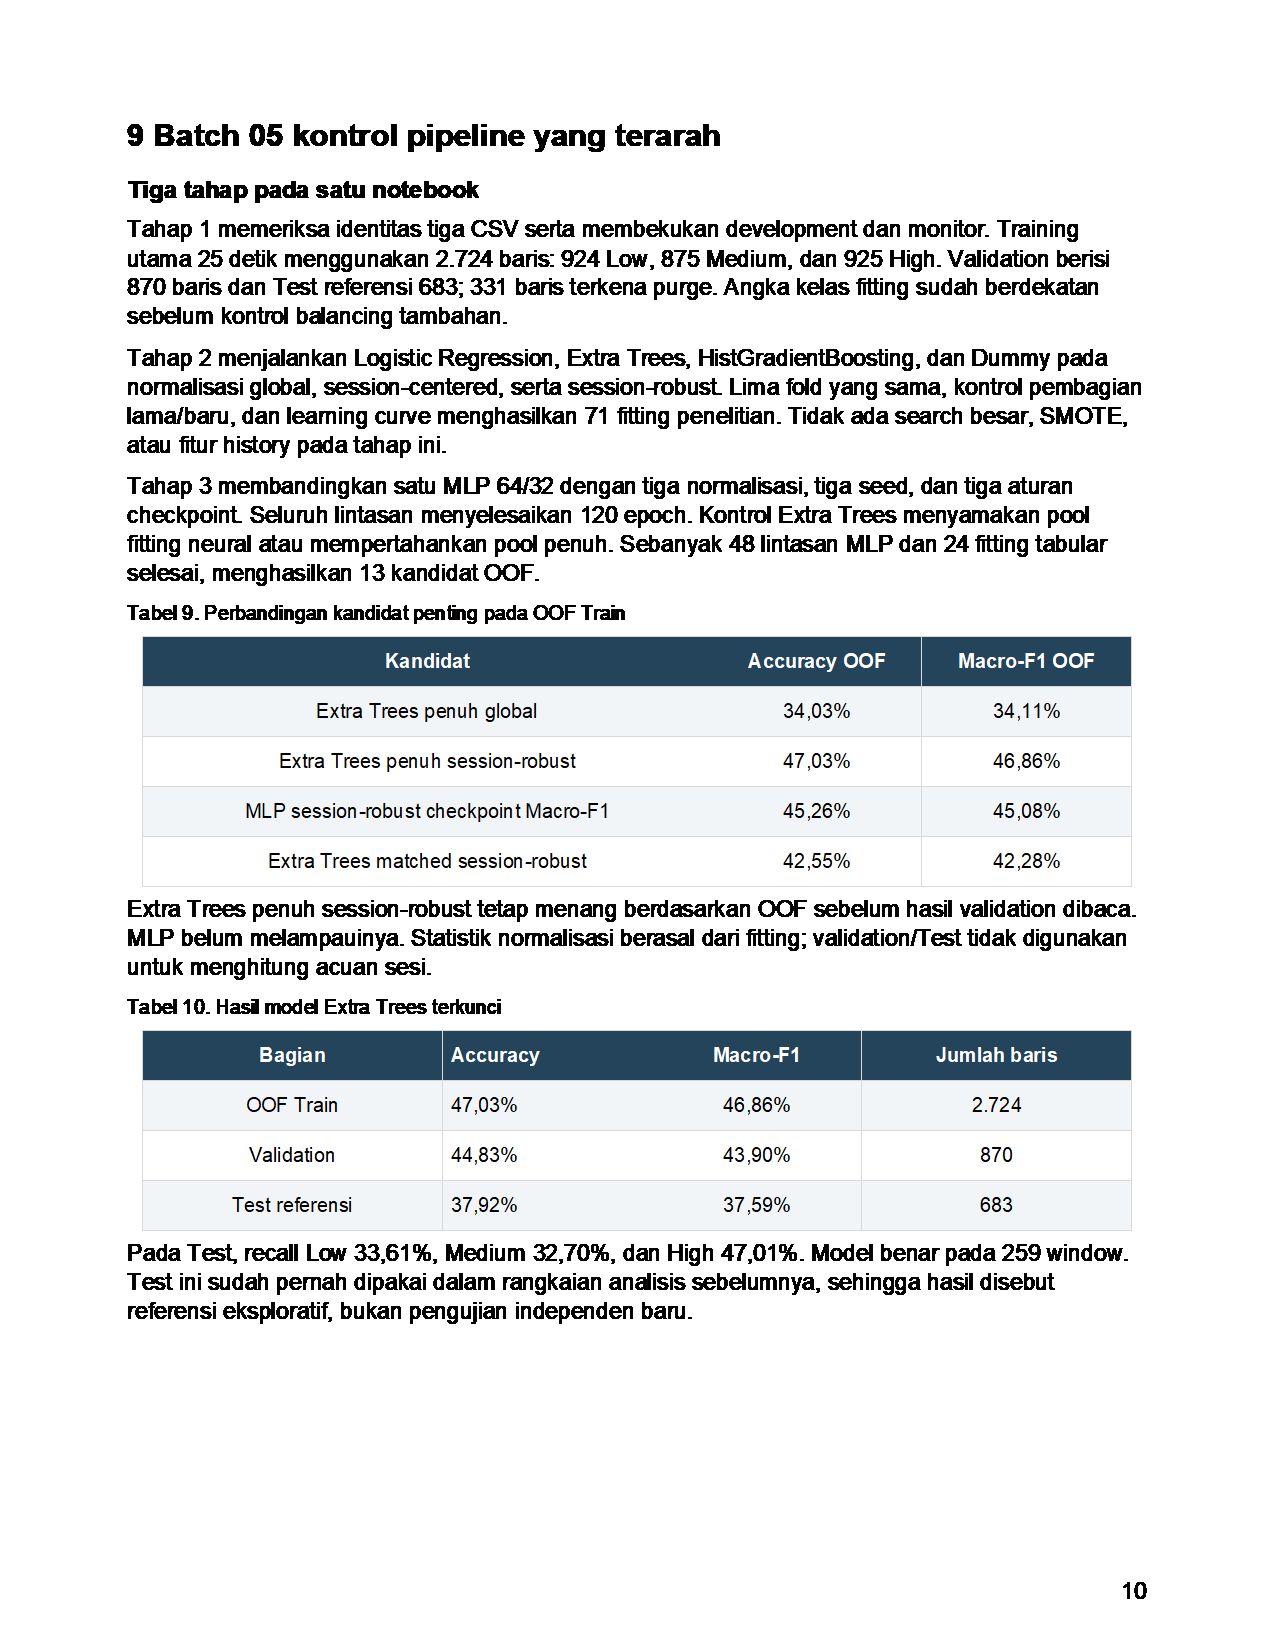 9 Batch 05 kontrol pipeline yang terarah
Tiga tahap pada satu notebook
Tahap 1 memeriksa identitas tiga CSV serta membekukan development dan monitor. Training
utama 25 detik menggunakan 2.724 baris: 924 Low, 875 Medium, dan 925 High. Validation berisi
870 baris dan Test referensi 683; 331 baris terkena purge. Angka kelas fitting sudah berdekatan
sebelum kontrol balancing tambahan.
Tahap 2 menjalankan Logistic Regression, Extra Trees, HistGradientBoosting, dan Dummy pada
normalisasi global, session-centered, serta session-robust. Lima fold yang sama, kontrol pembagian
lama/baru, dan learning curve menghasilkan 71 fitting penelitian. Tidak ada search besar, SMOTE,
atau fitur history pada tahap ini.
Tahap 3 membandingkan satu MLP 64/32 dengan tiga normalisasi, tiga seed, dan tiga aturan
checkpoint. Seluruh lintasan menyelesaikan 120 epoch. Kontrol Extra Trees menyamakan pool
fitting neural atau mempertahankan pool penuh. Sebanyak 48 lintasan MLP dan 24 fitting tabular
selesai, menghasilkan 13 kandidat OOF.
Tabel 9. Perbandingan kandidat penting pada OOF Train
Kandidat Accuracy OOF Macro-F1 OOF
Extra Trees penuh global 34,03% 34,11%
Extra Trees penuh session-robust 47,03% 46,86%
MLP session-robust checkpoint Macro-F1 45,26% 45,08%
Extra Trees matched session-robust 42,55% 42,28%
Extra Trees penuh session-robust tetap menang berdasarkan OOF sebelum hasil validation dibaca.
MLP belum melampauinya. Statistik normalisasi berasal dari fitting; validation/Test tidak digunakan
untuk menghitung acuan sesi.
Tabel 10. Hasil model Extra Trees terkunci
Bagian Accuracy Macro-F1 Jumlah baris
OOF Train 47,03% 46,86% 2.724
Validation 44,83% 43,90% 870
Test referensi 37,92% 37,59% 683
Pada Test, recall Low 33,61%, Medium 32,70%, dan High 47,01%. Model benar pada 259 window.
Test ini sudah pernah dipakai dalam rangkaian analisis sebelumnya, sehingga hasil disebut
referensi eksploratif, bukan pengujian independen baru.
10